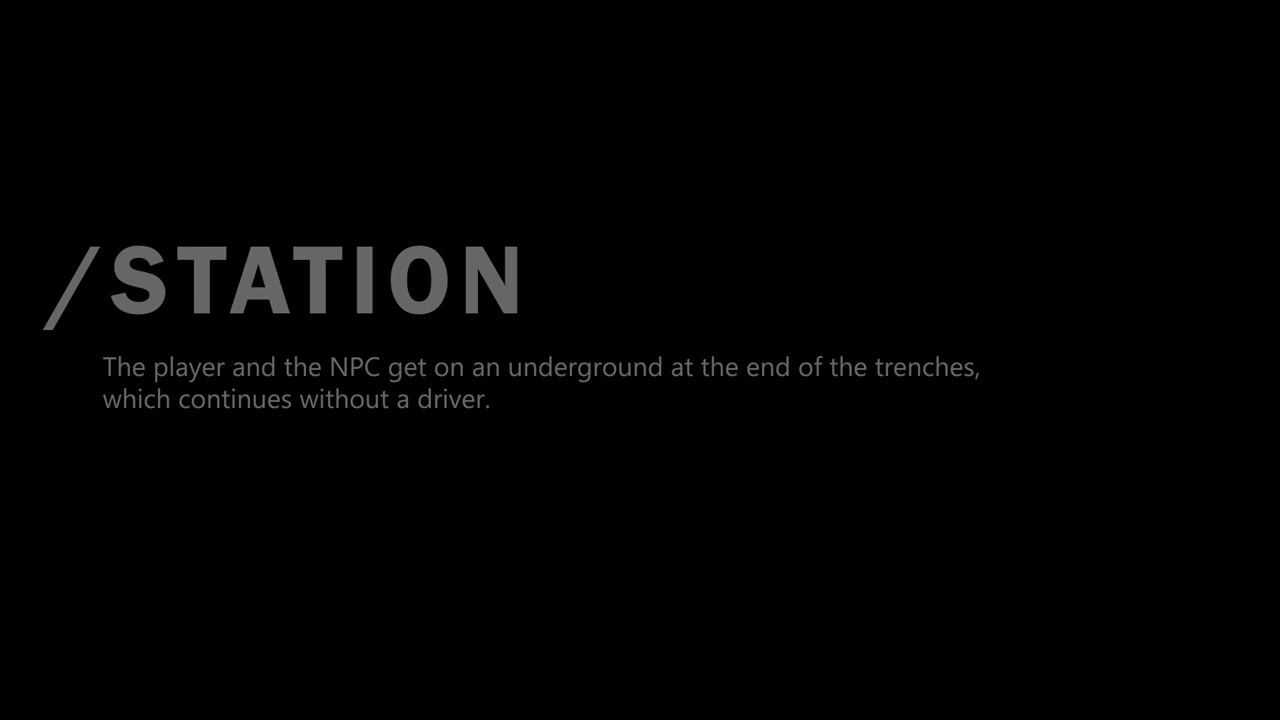 /STATION
The player and the NPC get on an underground at the end of the trenches,
which continues without a driver.